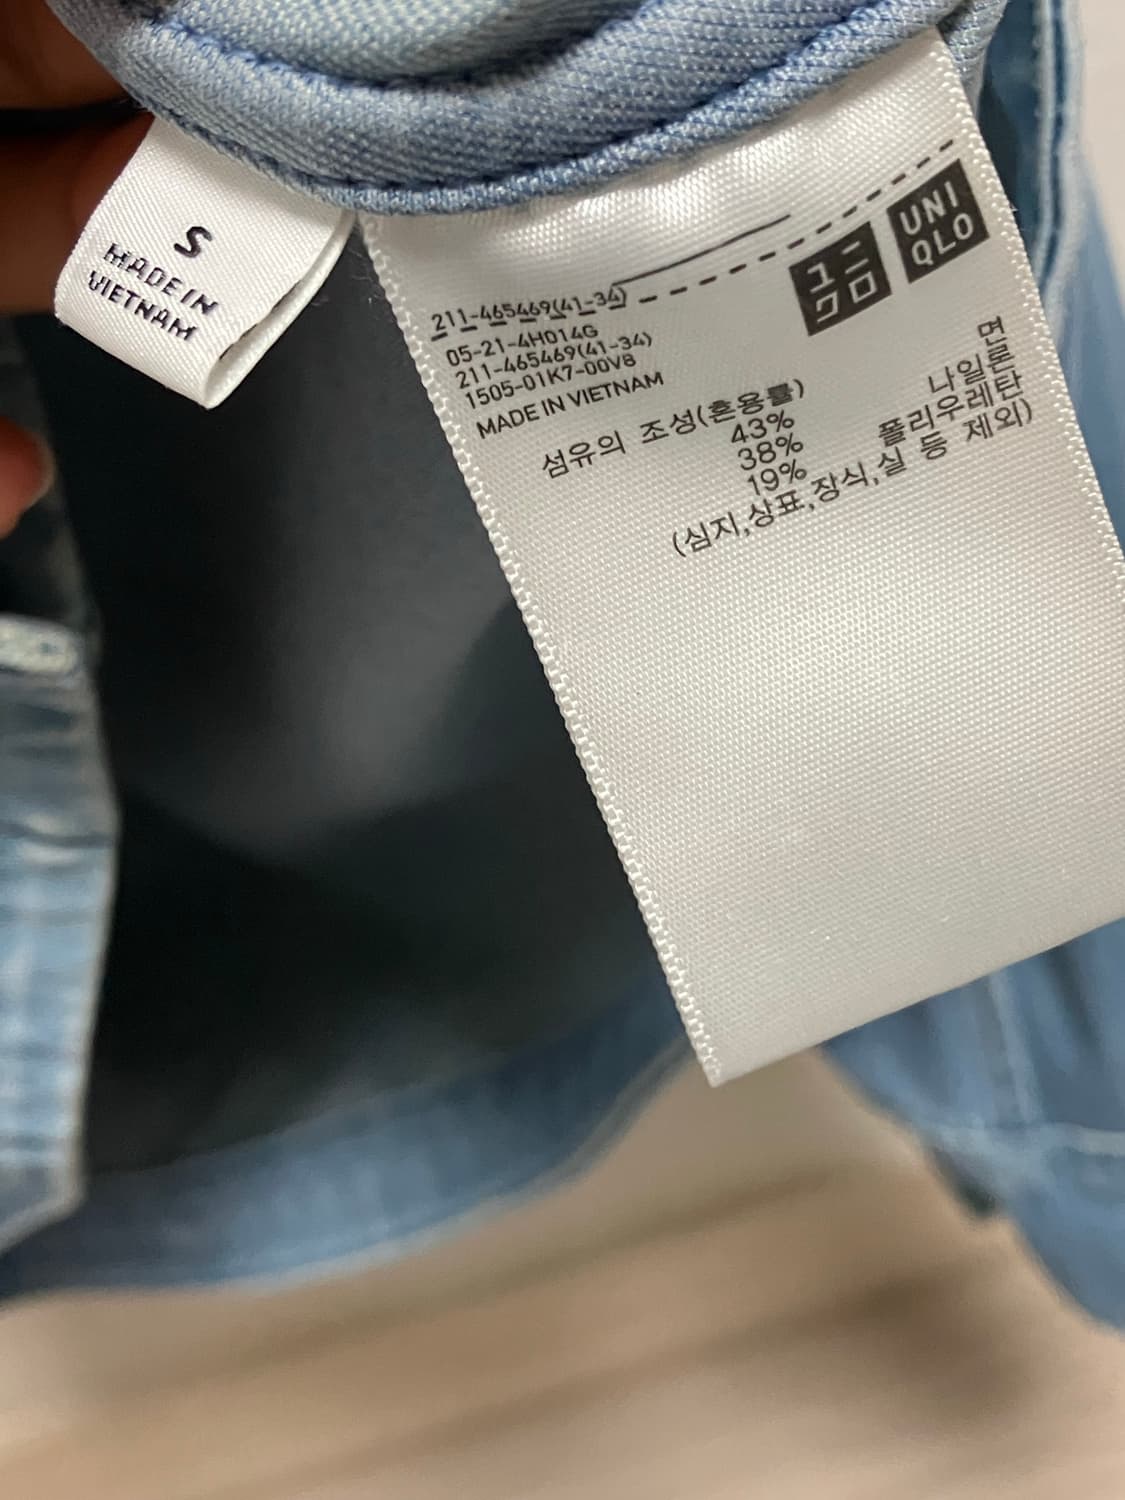 S
MADE IN
VIETNAM
ユニ
クロ
UNI
QLO
211-465469(41-34)
05-21-4H014G
211-465469(41-34)
1505-01K7-00V8
MADE IN VIETNAM
섬유의 조성(혼용률)
43% 면
38% 나일론
19% 폴리우레탄
(심지,상표,장식,실 등 제외)